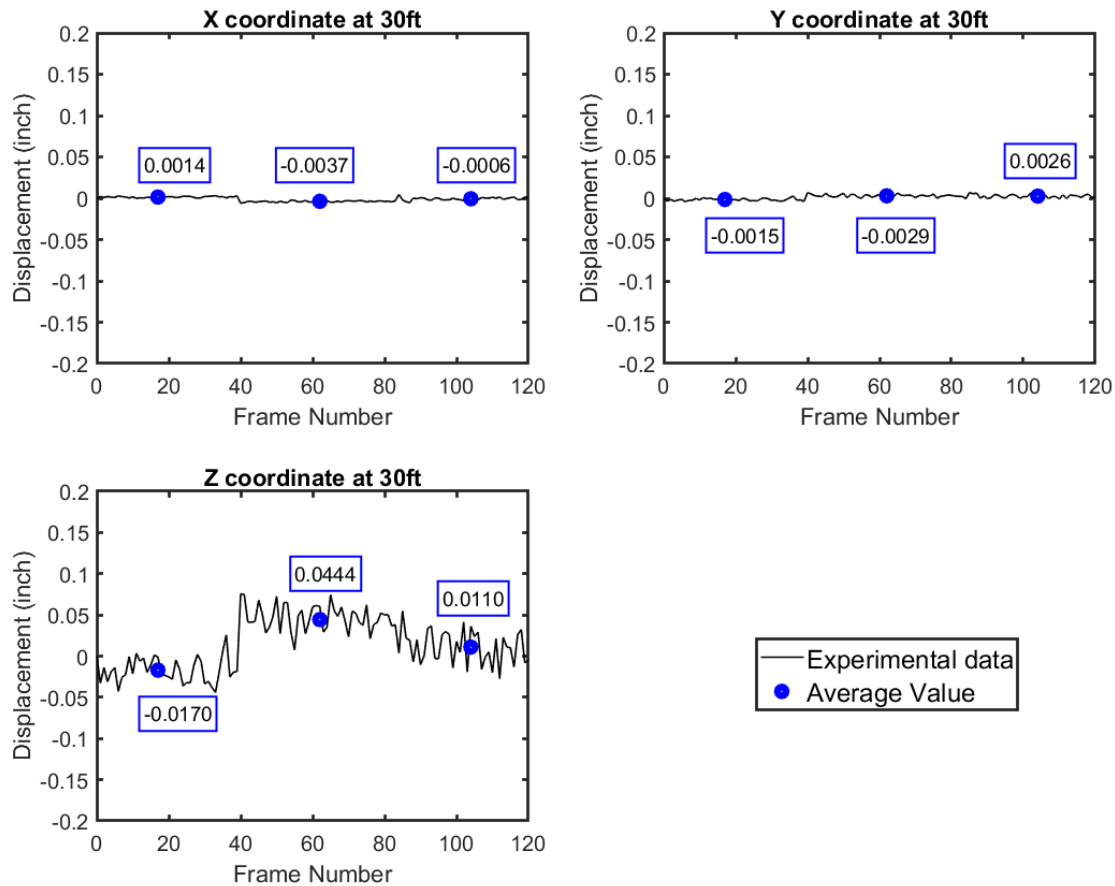 X coordinate at 30ft
0.2
0.15
0.1
0.05
0
-0.05
-0.1
-0.15
-0.2
Displacement (inch)
0.0014
-0.0037
-0.0006
0 20 40 60 80 100 120
Frame Number
Y coordinate at 30ft
0.2
0.15
0.1
0.05
0
-0.05
-0.1
-0.15
-0.2
Displacement (inch)
0.0026
-0.0015
-0.0029
0 20 40 60 80 100 120
Frame Number
Z coordinate at 30ft
0.2
0.15
0.1
0.05
0
-0.05
-0.1
-0.15
-0.2
Displacement (inch)
0.0444
0.0110
-0.0170
0 20 40 60 80 100 120
Frame Number
Experimental data
Average Value